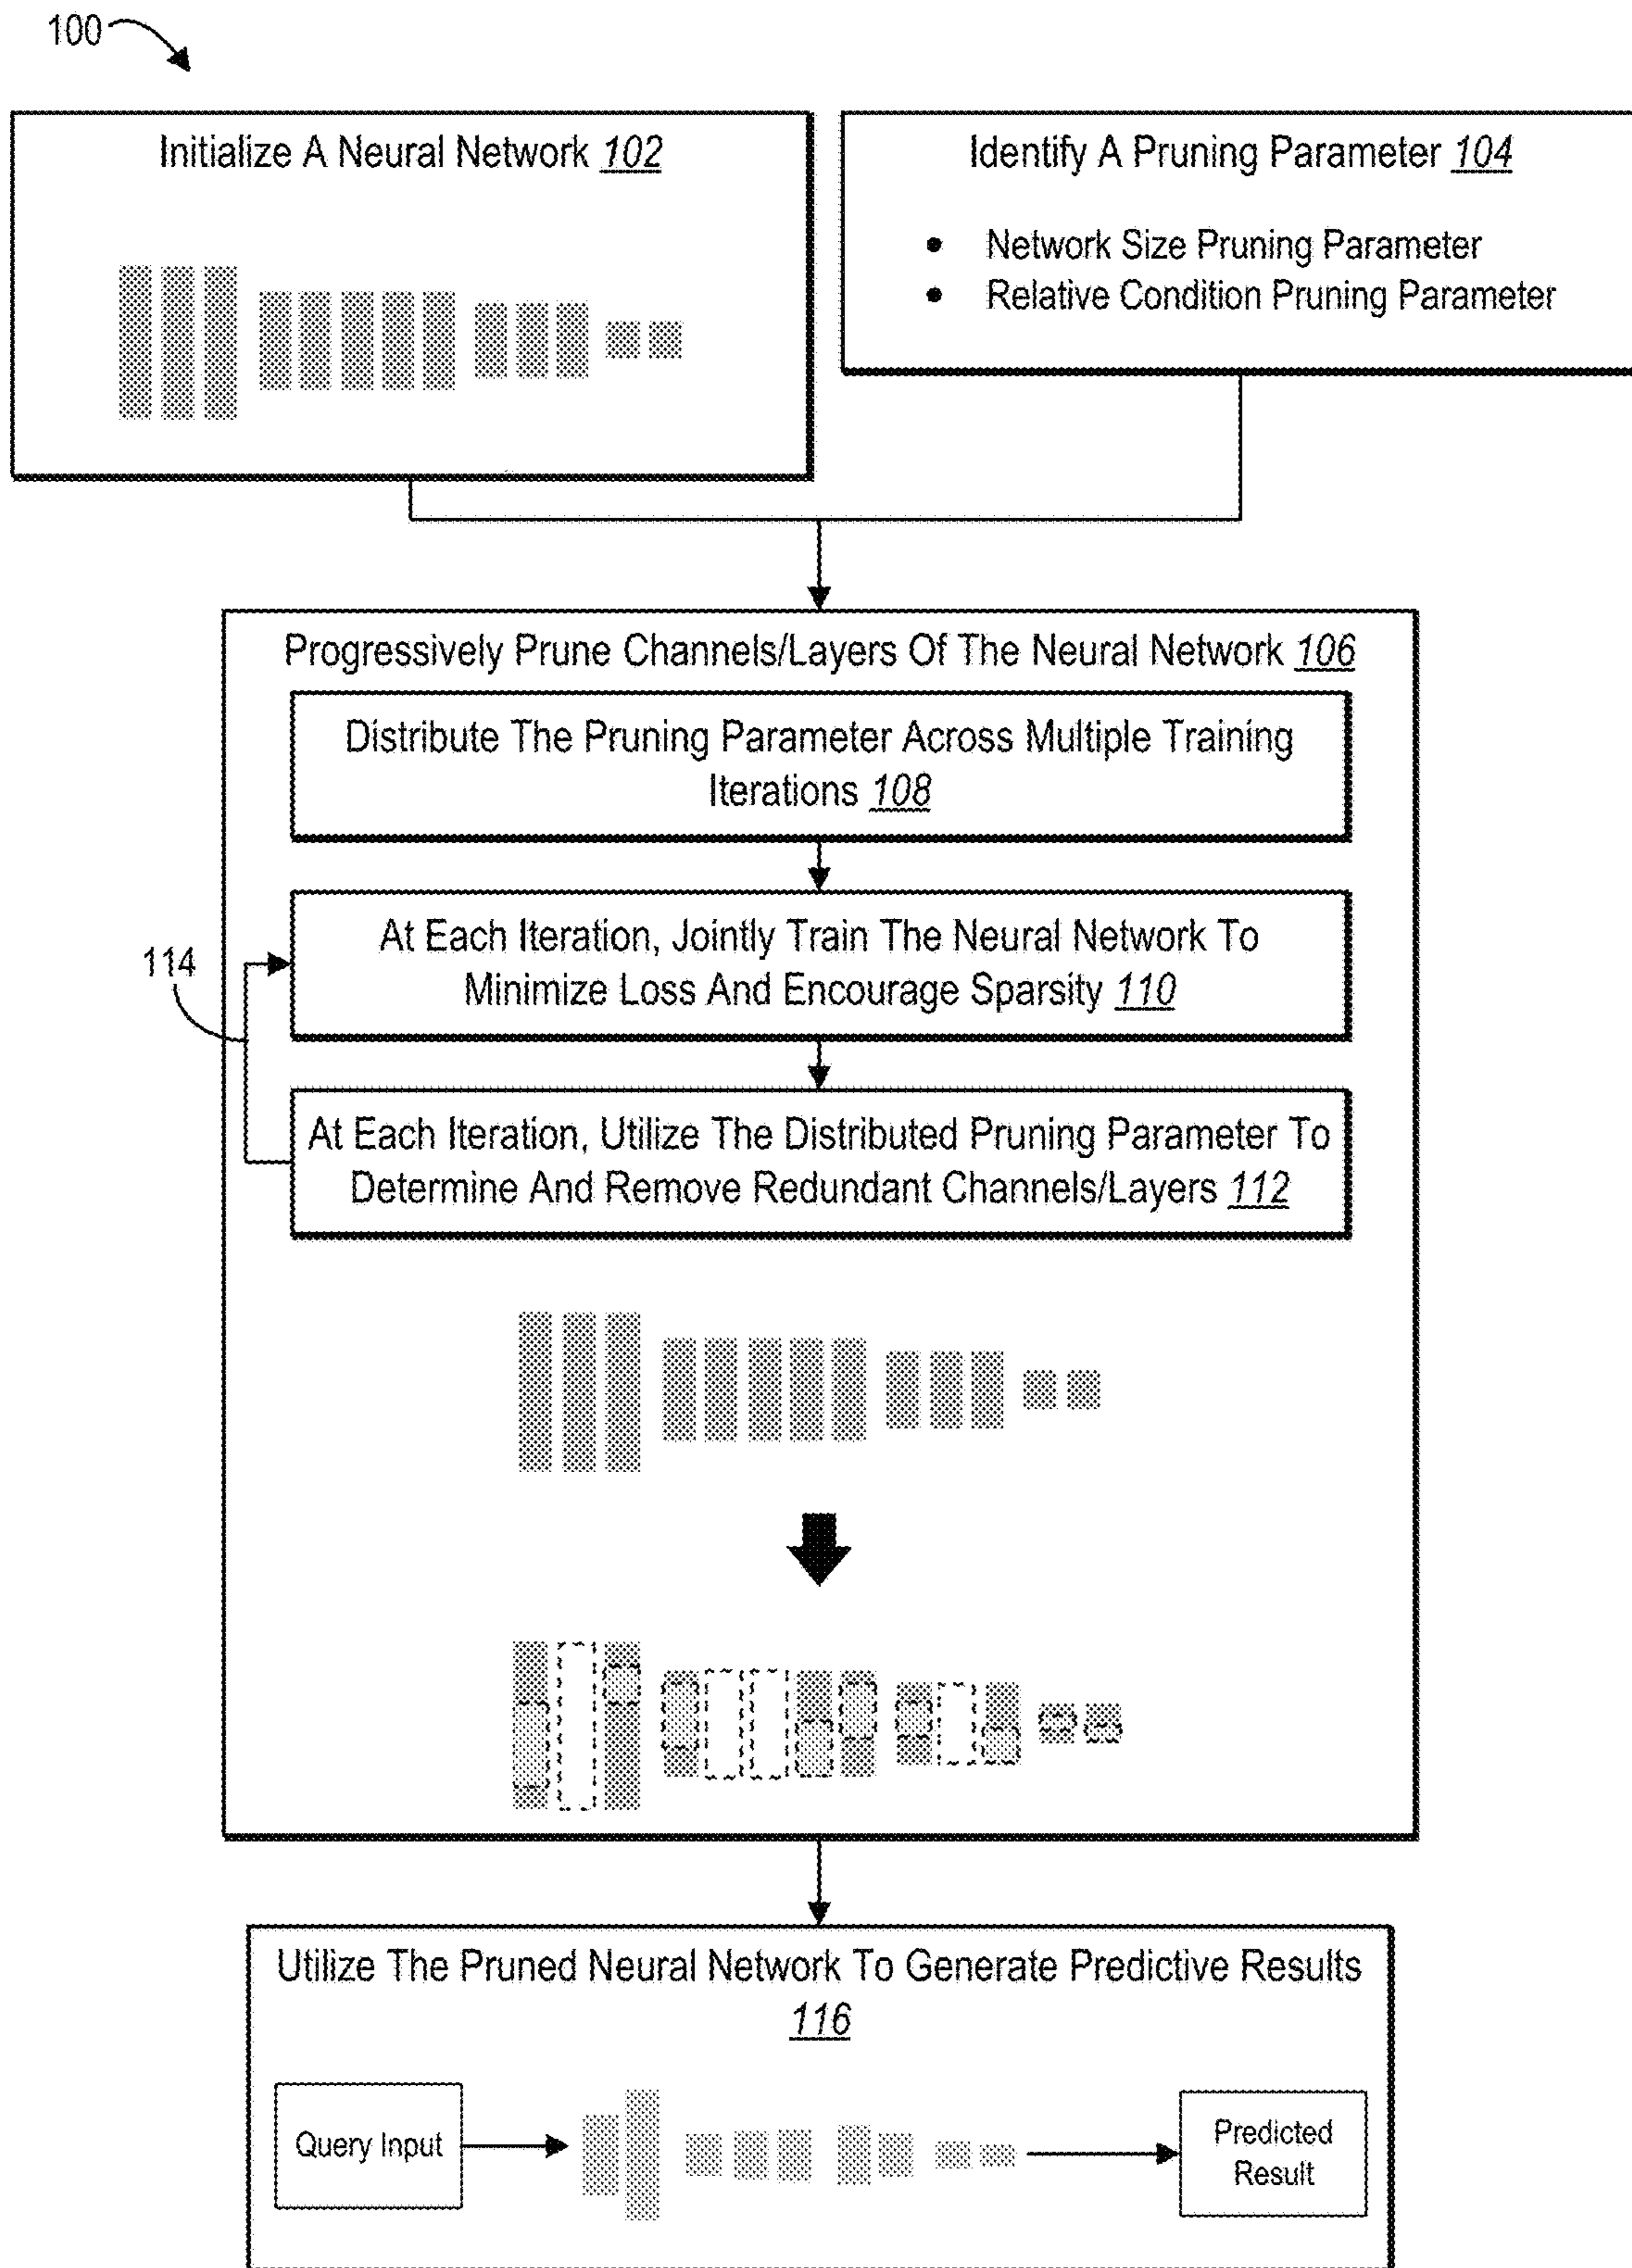 100
Initialize A Neural Network 102
Identify A Pruning Parameter 104
• Network Size Pruning Parameter
• Relative Condition Pruning Parameter
Progressively Prune Channels/Layers Of The Neural Network 106
Distribute The Pruning Parameter Across Multiple Training
Iterations 108
114
At Each Iteration, Jointly Train The Neural Network To
Minimize Loss And Encourage Sparsity 110
At Each Iteration, Utilize The Distributed Pruning Parameter To
Determine And Remove Redundant Channels/Layers 112
Utilize The Pruned Neural Network To Generate Predictive Results
116
Query Input
Predicted
Result